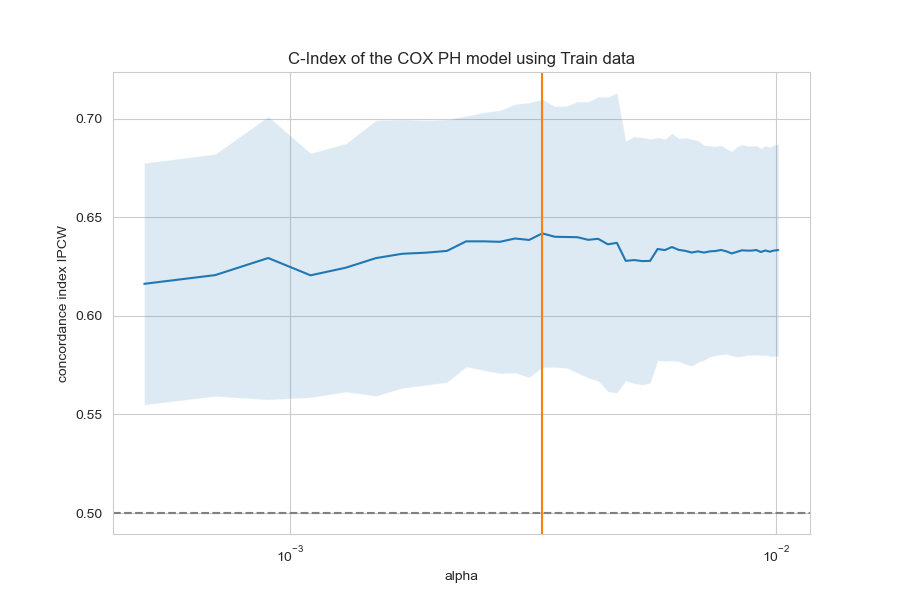 C-Index of the COX PH model using Train data
concordance index IPCW
0.70
0.65
0.60
0.55
0.50
10⁻³
10⁻²
alpha